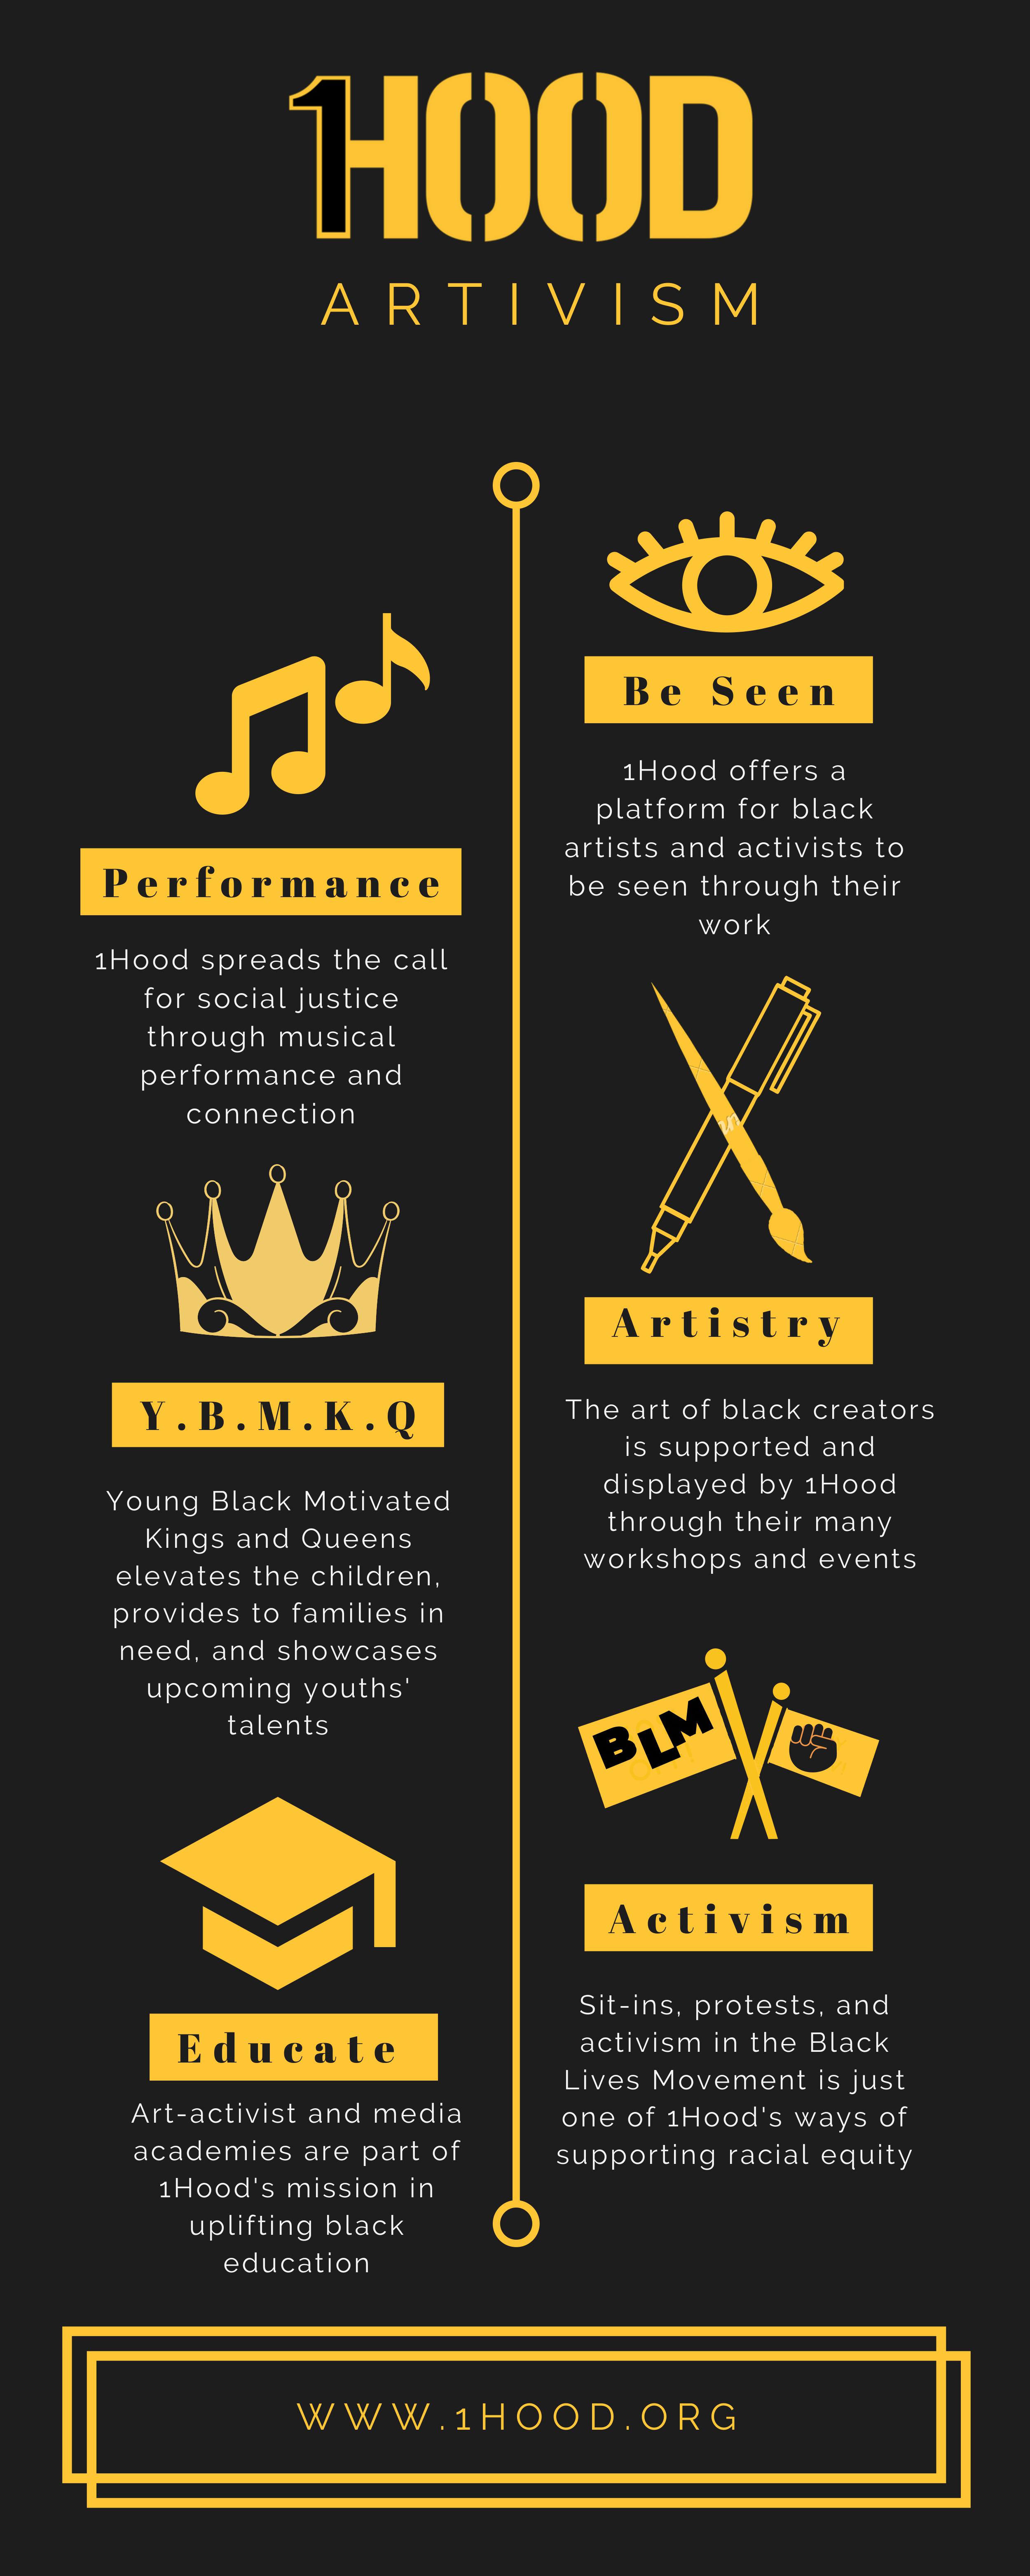 1HOOD
ARTIVISM
Be Seen
1Hood offers a
platform for black
artists and activists to
be seen through their
work
Performance
1Hood spreads the call
for social justice
through musical
performance and
connection
Artistry
The art of black creators
is supported and
displayed by 1Hood
through their many
workshops and events
Y.B.M.K.Q
Young Black Motivated
Kings and Queens
elevates the children,
provides to families in
need, and showcases
upcoming youths'
talents
BLM
Activism
Sit-ins, protests, and
activism in the Black
Lives Movement is just
one of 1Hood's ways of
supporting racial equity
Educate
Art-activist and media
academies are part of
1Hood's mission in
uplifting black
education
WWW.1HOOD.ORG